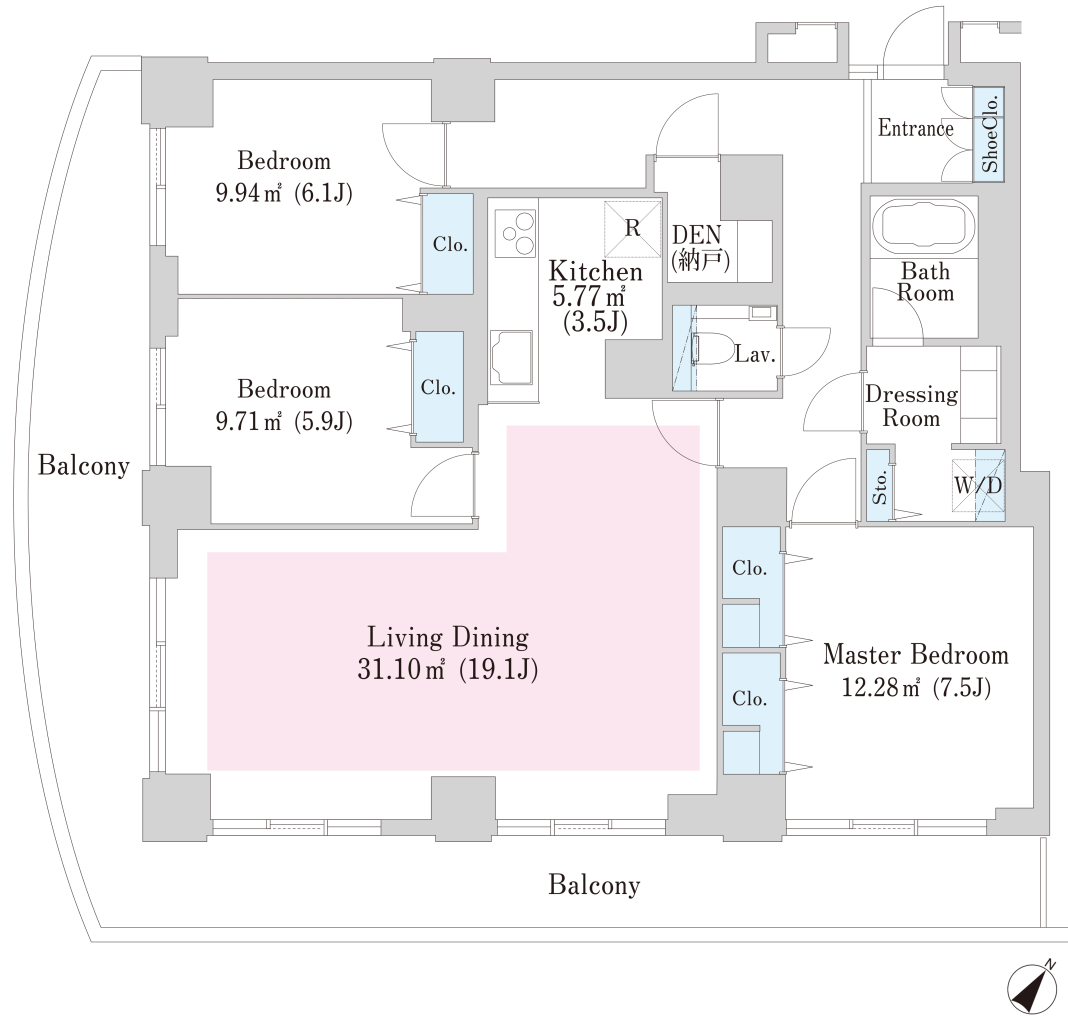 Entrance
ShoeClo.
Bedroom
9.94㎡ (6.1J)
Clo.
R
Kitchen
5.77㎡
(3.5J)
DEN
(納戸)
Bath
Room
Lav.
Bedroom
9.71㎡ (5.9J)
Clo.
Dressing
Room
Balcony
Sto.
W/D
Clo.
Living Dining
31.10㎡ (19.1J)
Clo.
Master Bedroom
12.28㎡ (7.5J)
Balcony
N